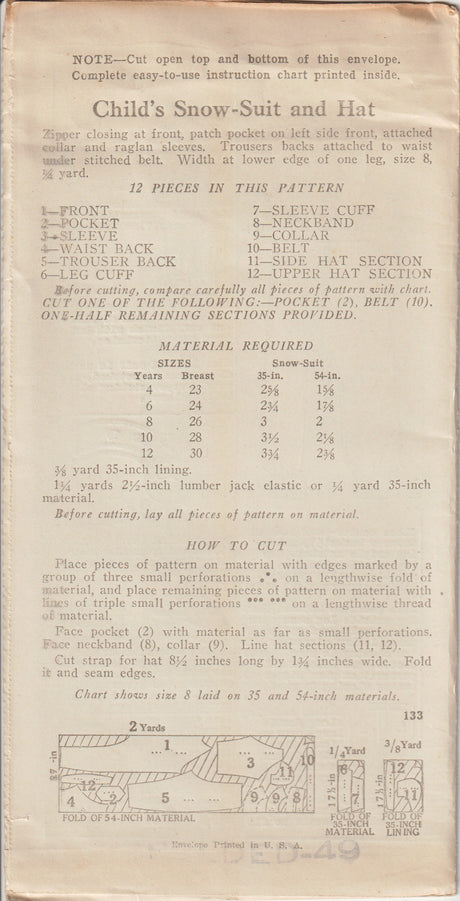 NOTE—Cut open top and bottom of this envelope.
Complete easy-to-use instruction chart printed inside.
Child's Snow-Suit and Hat
Zipper closing at front, patch pocket on left side front, attached
collar and raglan sleeves. Trousers backs attached to waist
under stitched belt. Width at lower edge of one leg, size 8,
¾ yard.
12 PIECES IN THIS PATTERN
1—FRONT
2—POCKET
3—SLEEVE
4—WAIST BACK
5—TROUSER BACK
6—LEG CUFF
7—SLEEVE CUFF
8—NECKBAND
9—COLLAR
10—BELT
11—SIDE HAT SECTION
12—UPPER HAT SECTION
Before cutting, compare carefully all pieces of pattern with chart.
CUT ONE OF THE FOLLOWING:—POCKET (2), BELT (10).
ONE-HALF REMAINING SECTIONS PROVIDED.
MATERIAL REQUIRED
SIZES Snow-Suit
Years Breast 35-in. 54-in.
4 23 2⅝ 1⅝
6 24 2¾ 1⅞
8 26 3 2
10 28 3½ 2⅛
12 30 3¾ 2⅜
⅜ yard 35-inch lining.
1¼ yards 2½-inch lumber jack elastic or ¼ yard 35-inch
material.
Before cutting, lay all pieces of pattern on material.
HOW TO CUT
Place pieces of pattern on material with edges marked by a
group of three small perforations on a lengthwise fold of
material, and place remaining pieces of pattern on material with
lines of triple small perforations on a lengthwise thread
of material.
Face pocket (2) with material as far as small perforations.
Face neckband (8), collar (9). Line hat sections (11, 12).
Cut strap for hat 8½ inches long by 1¾ inches wide. Fold
it and seam edges.
Chart shows size 8 laid on 35 and 54-inch materials.
133
2 Yards
1
3
10
11
12
4
2
5
9
9
8
FOLD OF 54-INCH MATERIAL
1/4 Yard
17½-in
6
7
FOLD OF
35-INCH
MATERIAL
3/8 Yard
17½-in
12
11
FOLD OF
35-INCH
LINING
Envelope Printed in U. S. A.
DED-49